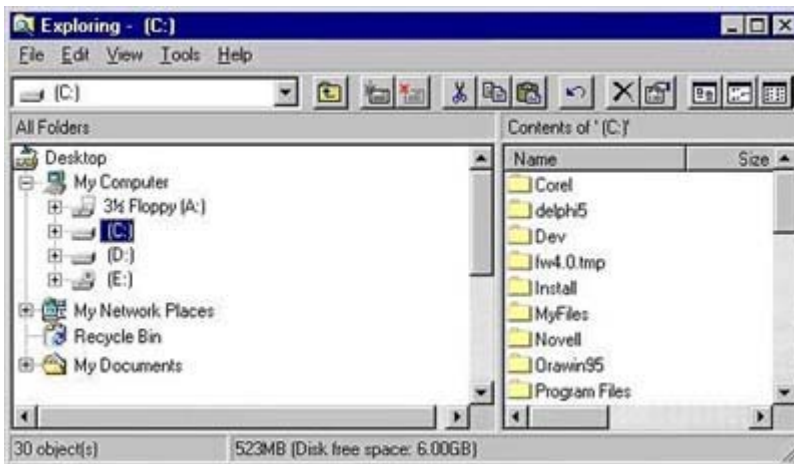 Exploring - (C:)
File Edit View Tools Help
(C:)
All Folders
Contents of '(C:)'
Desktop
My Computer
3½ Floppy (A:)
(C:)
(D:)
(E:)
My Network Places
Recycle Bin
My Documents
Name Size
Corel
delphi5
Dev
fw4.0.tmp
Install
MyFiles
Novell
Orawin95
Program Files
30 object(s)
523MB (Disk free space: 6.00GB)